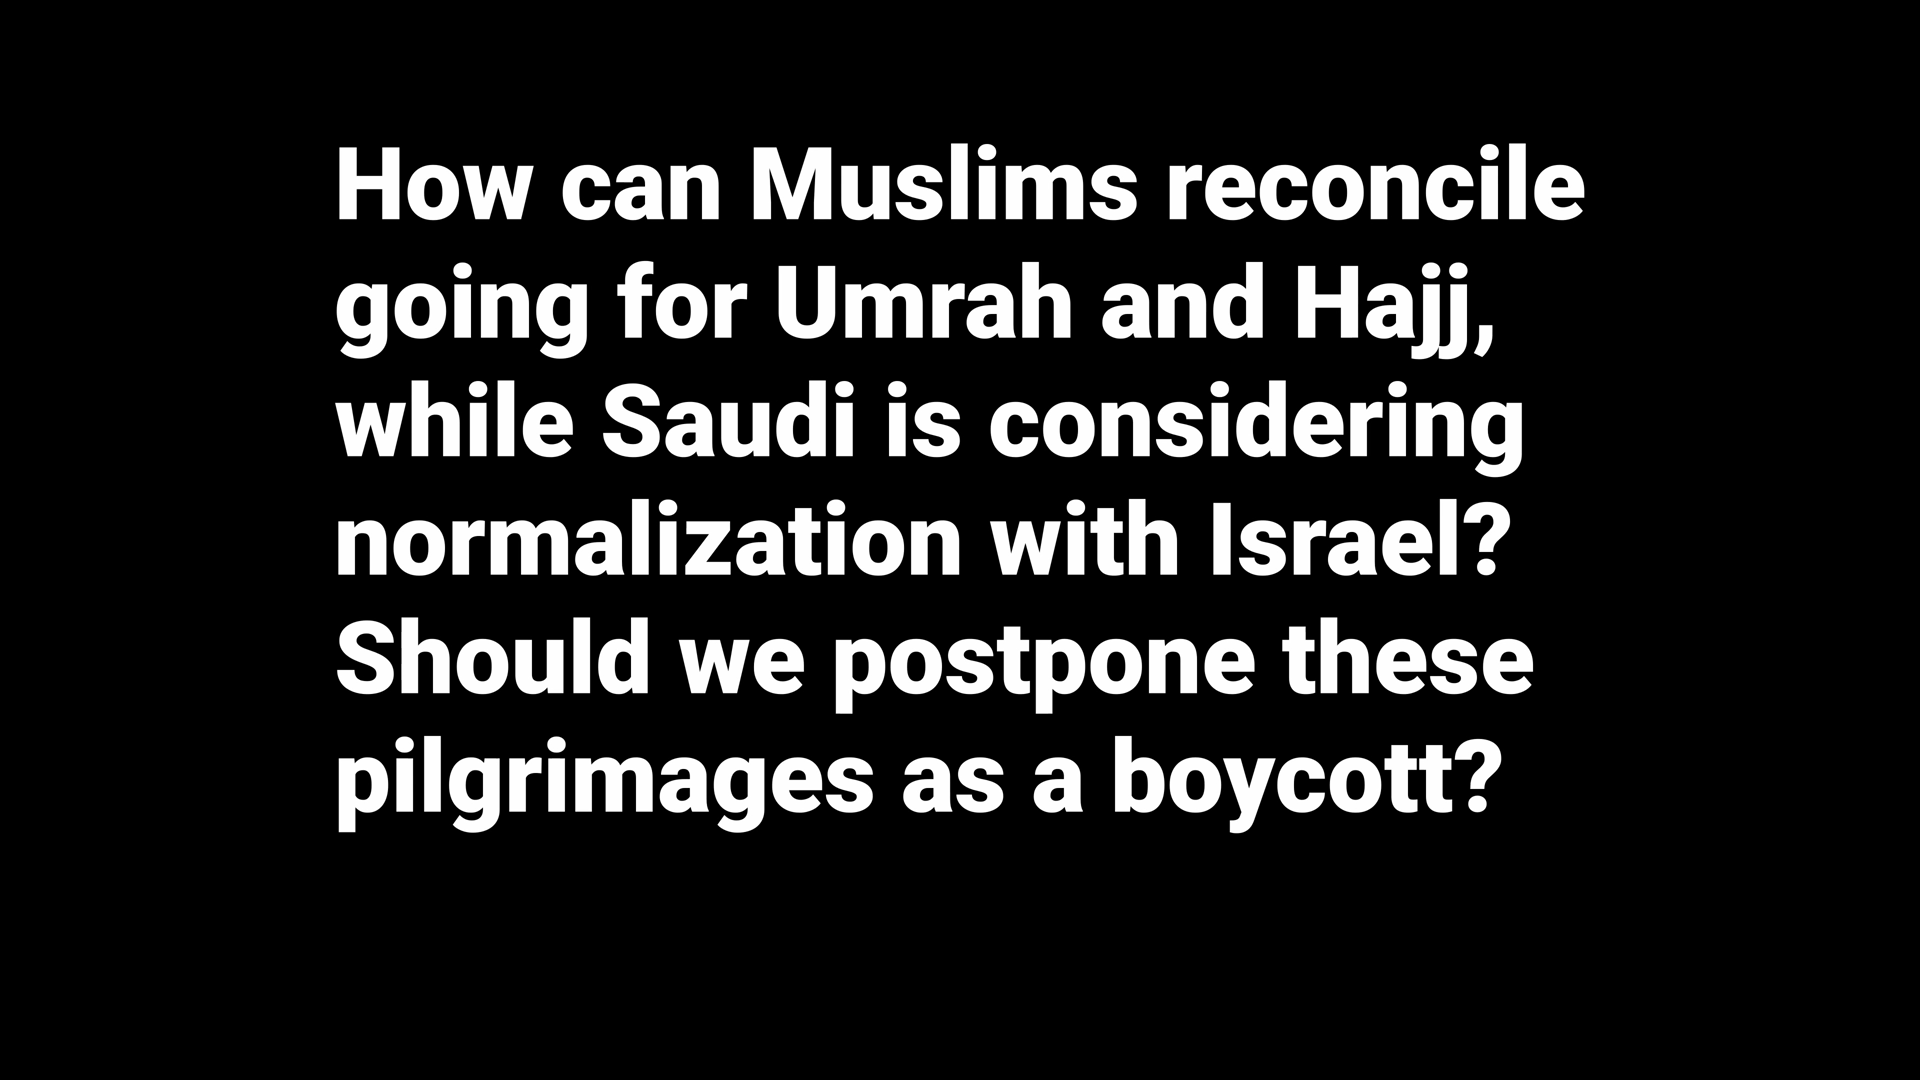 How can Muslims reconcile
going for Umrah and Hajj,
while Saudi is considering
normalization with Israel?
Should we postpone these
pilgrimages as a boycott?